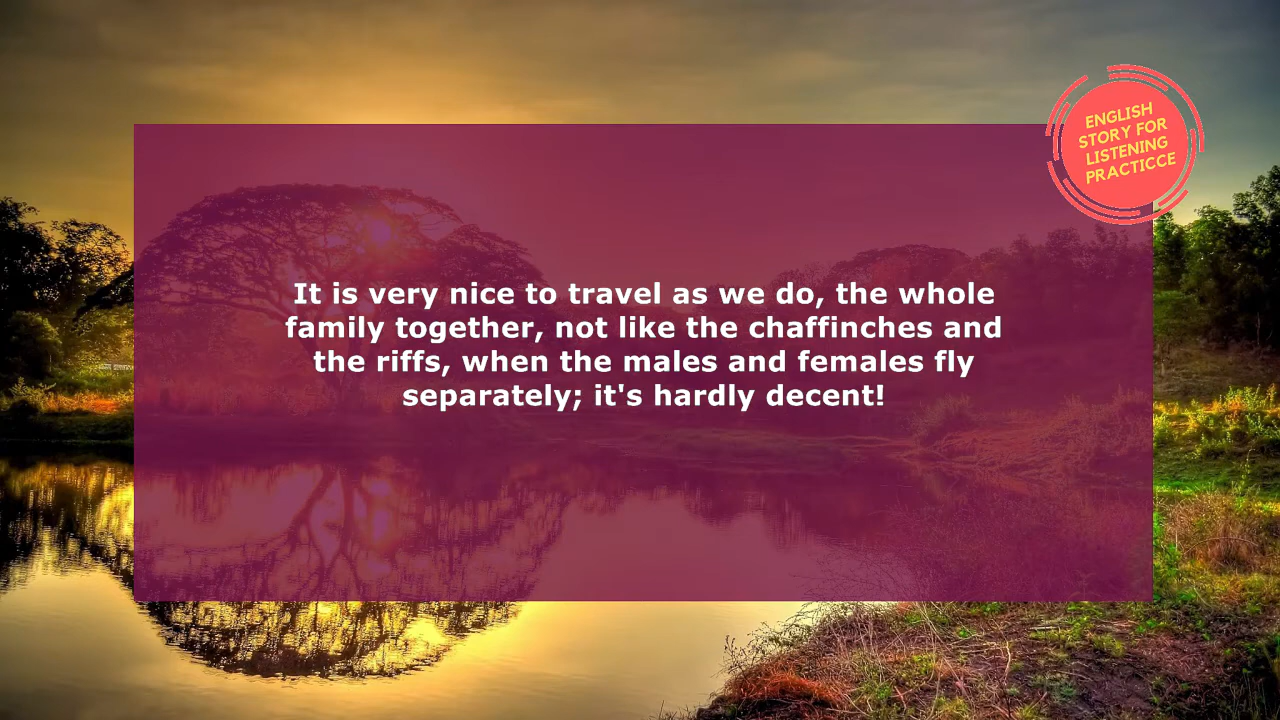 ENGLISH
STORY FOR
LISTENING
PRACTICCE
It is very nice to travel as we do, the whole
family together, not like the chaffinches and
the riffs, when the males and females fly
separately; it's hardly decent!